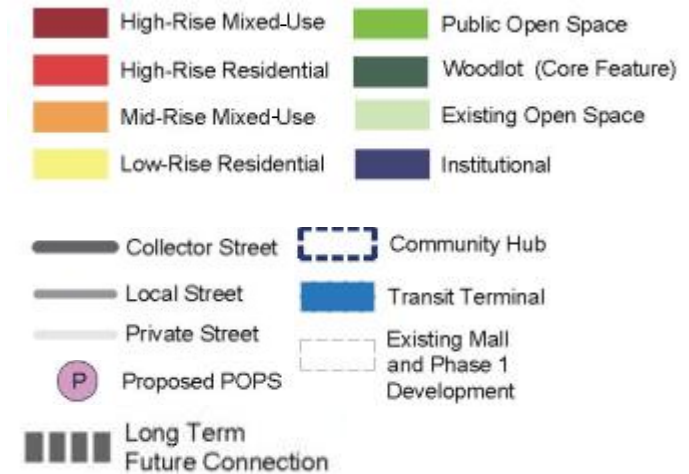 High-Rise Mixed-Use
High-Rise Residential
Mid-Rise Mixed-Use
Low-Rise Residential
Public Open Space
Woodlot (Core Feature)
Existing Open Space
Institutional
Collector Street
Local Street
Private Street
P Proposed POPS
Long Term
Future Connection
Community Hub
Transit Terminal
Existing Mall
and Phase 1
Development